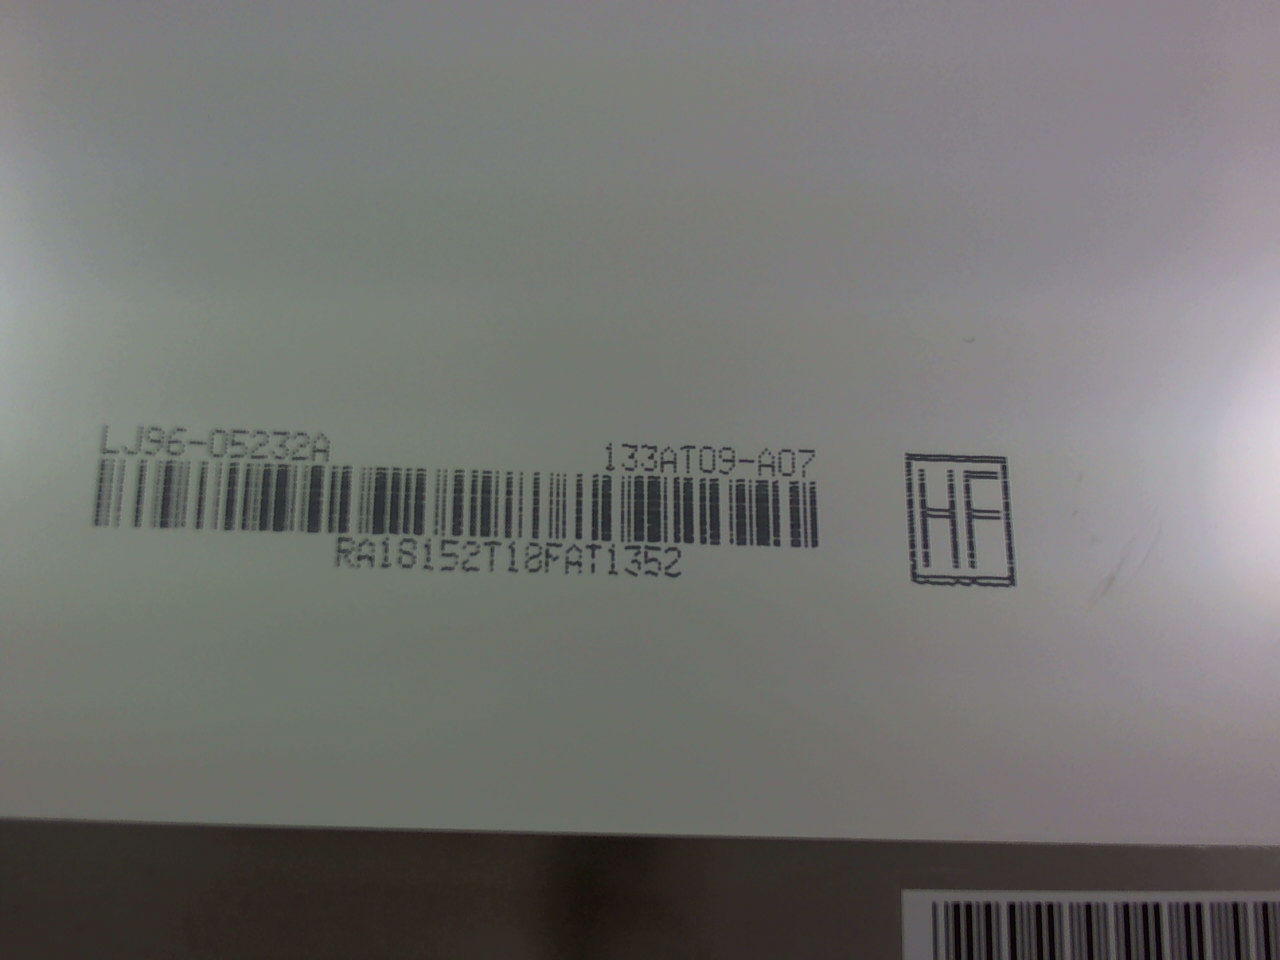 LJ96-05232A
133AT09-A07
RA18152T18FAT1352
HF